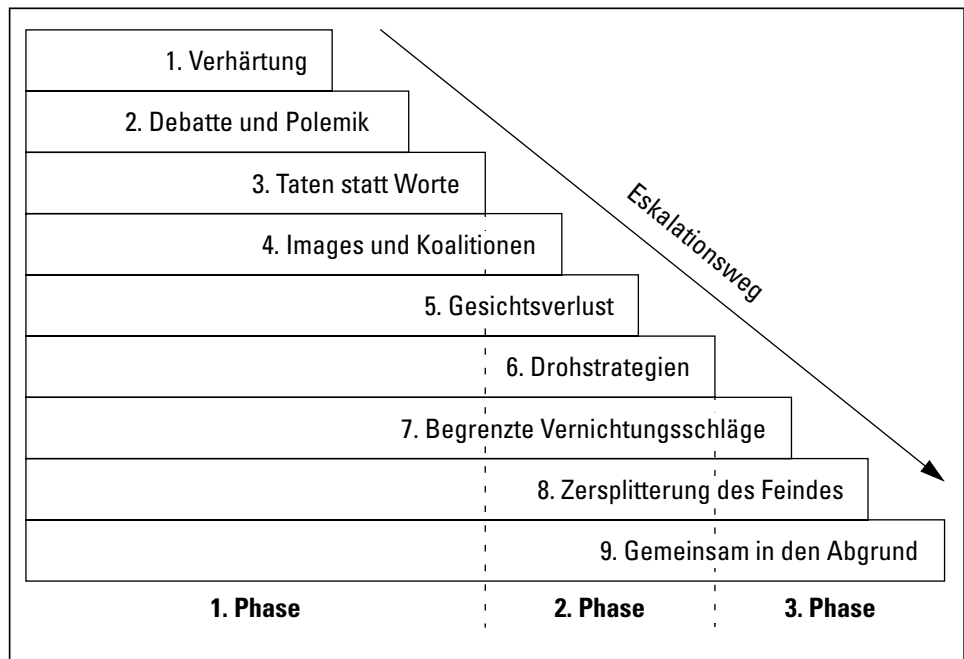 1. Verhärtung
2. Debatte und Polemik
3. Taten statt Worte
4. Images und Koalitionen
5. Gesichtsverlust
6. Drohstrategien
7. Begrenzte Vernichtungsschläge
8. Zersplitterung des Feindes
9. Gemeinsam in den Abgrund
Eskalationsweg
1. Phase
2. Phase
3. Phase